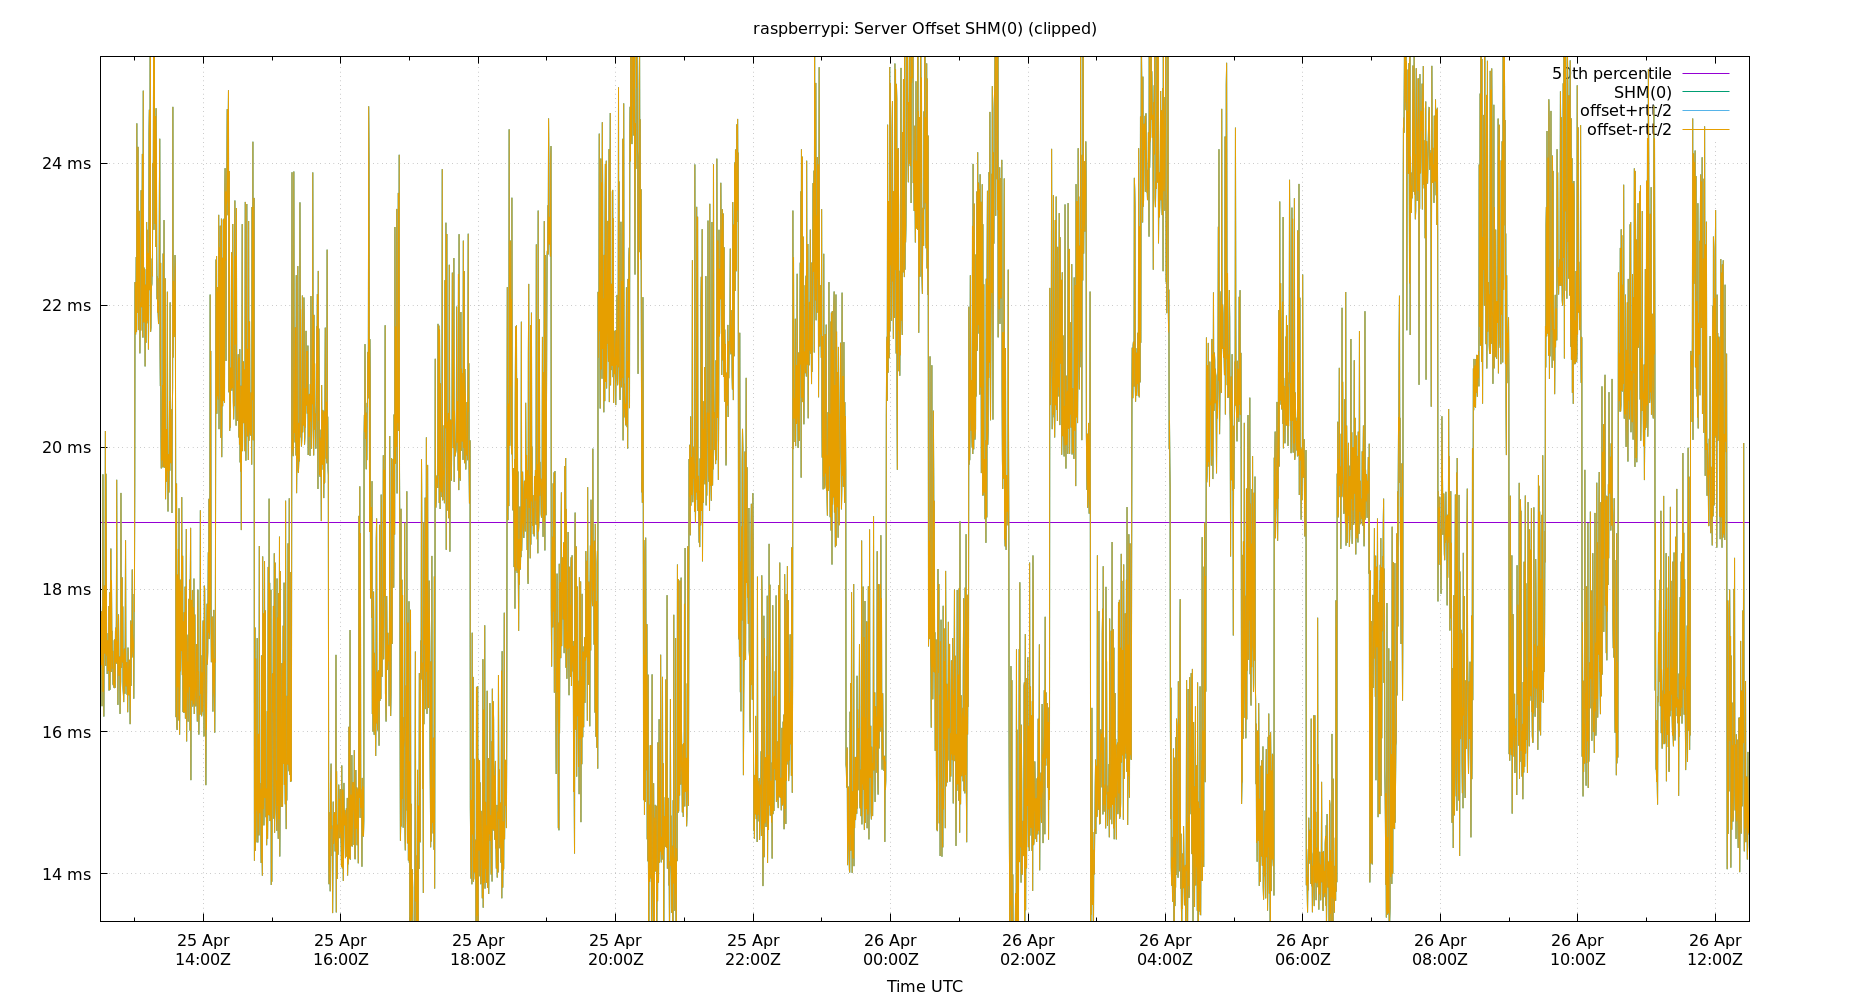 raspberrypi: Server Offset SHM(0) (clipped)
50th percentile
SHM(0)
offset+rtt/2
offset-rtt/2
24 ms
22 ms
20 ms
18 ms
16 ms
14 ms
25 Apr 25 Apr 25 Apr 25 Apr 25 Apr 26 Apr 26 Apr 26 Apr 26 Apr 26 Apr 26 Apr 26 Apr
14:00Z 16:00Z 18:00Z 20:00Z 22:00Z 00:00Z 02:00Z 04:00Z 06:00Z 08:00Z 10:00Z 12:00Z
Time UTC